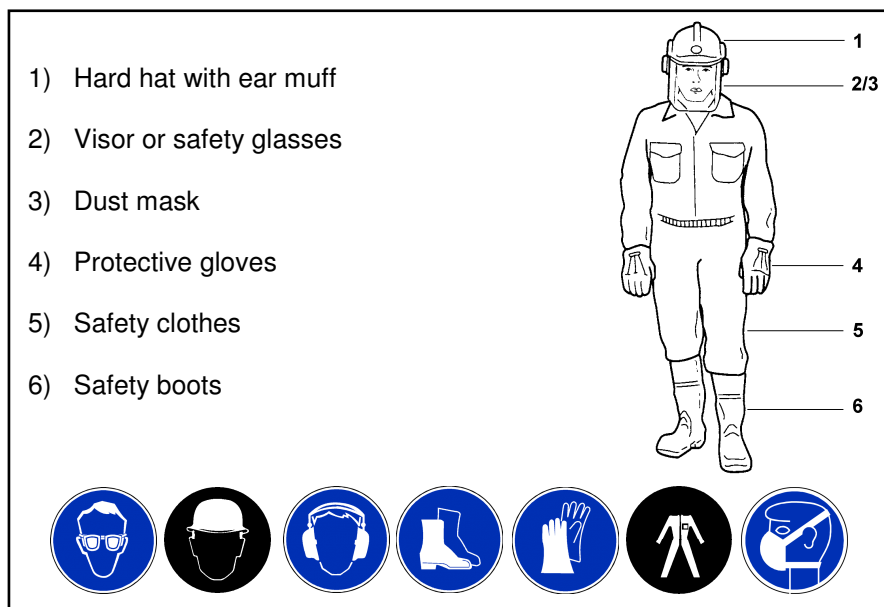 1) Hard hat with ear muff
2) Visor or safety glasses
3) Dust mask
4) Protective gloves
5) Safety clothes
6) Safety boots
1
2/3
4
5
6